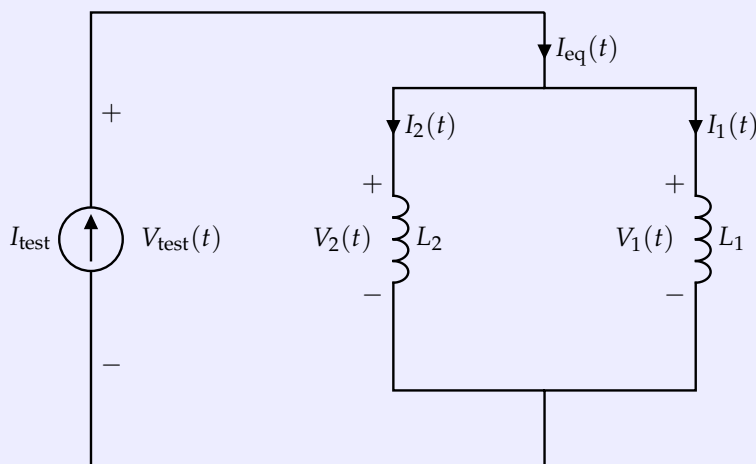 I_eq(t)
+
I_2(t)
I_1(t)
+
+
I_test
V_test(t)
V_2(t)
L_2
V_1(t)
L_1
−
−
−